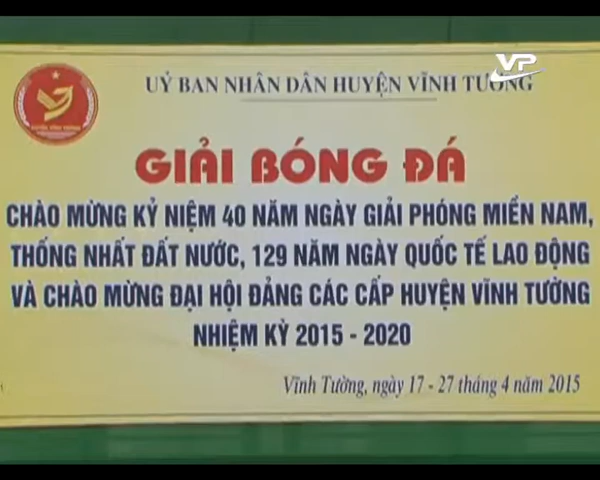 VP
UỶ BAN NHÂN DÂN HUYỆN VĨNH TƯỜNG
GIẢI BÓNG ĐÁ
CHÀO MỪNG KỶ NIỆM 40 NĂM NGÀY GIẢI PHÓNG MIỀN NAM,
THỐNG NHẤT ĐẤT NƯỚC, 129 NĂM NGÀY QUỐC TẾ LAO ĐỘNG
VÀ CHÀO MỪNG ĐẠI HỘI ĐẢNG CÁC CẤP HUYỆN VĨNH TƯỜNG
NHIỆM KỲ 2015 - 2020
Vĩnh Tường, ngày 17 - 27 tháng 4 năm 2015